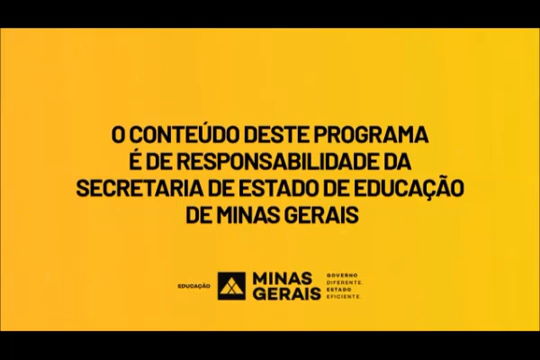 O CONTEÚDO DESTE PROGRAMA
É DE RESPONSABILIDADE DA
SECRETARIA DE ESTADO DE EDUCAÇÃO
DE MINAS GERAIS
EDUCAÇÃO
MINAS
GERAIS
GOVERNO
DIFERENTE.
ESTADO
EFICIENTE.